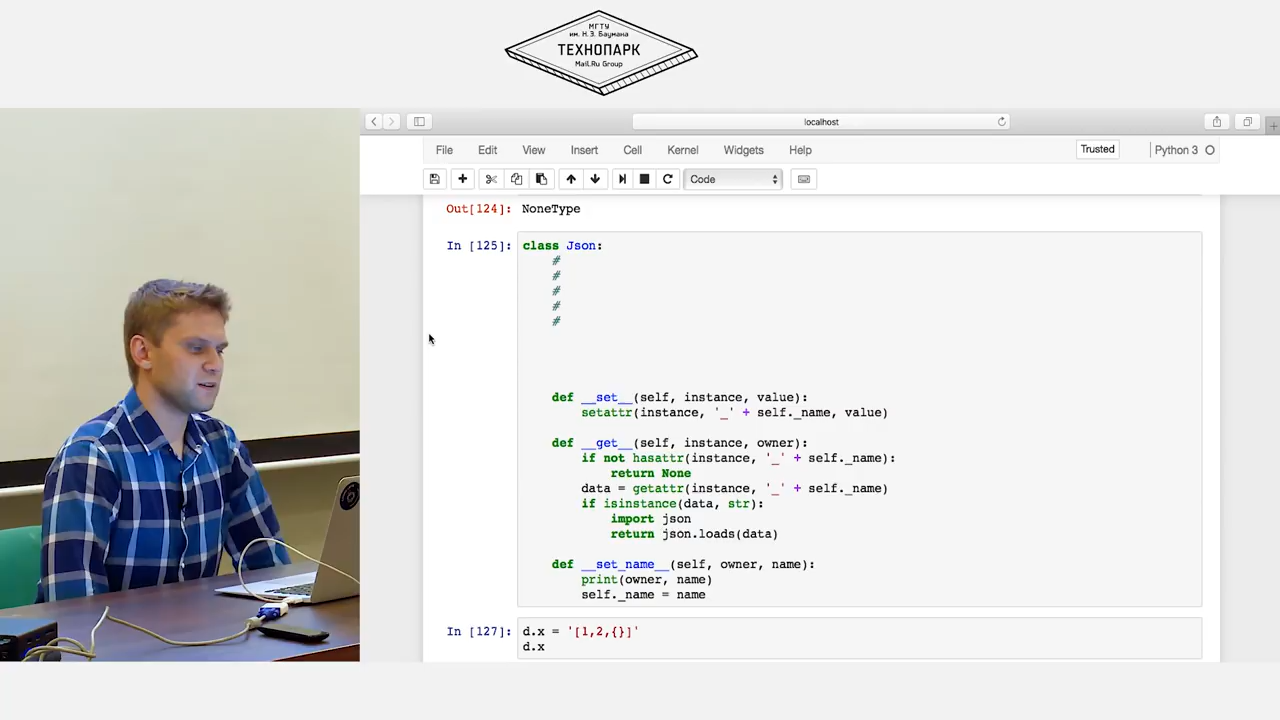 МГТУ
им. Н.Э. Баумана
ТЕХНОПАРК
Mail.Ru Group
localhost
File Edit View Insert Cell Kernel Widgets Help Trusted Python 3
Code
Out[124]: NoneType
In [125]: class Json:
#
#
#
#
#
def __set__(self, instance, value):
setattr(instance, '_' + self._name, value)
def __get__(self, instance, owner):
if not hasattr(instance, '_' + self._name):
return None
data = getattr(instance, '_' + self._name)
if isinstance(data, str):
import json
return json.loads(data)
def __set_name__(self, owner, name):
print(owner, name)
self._name = name
In [127]: d.x = '[1,2,{}]'
d.x